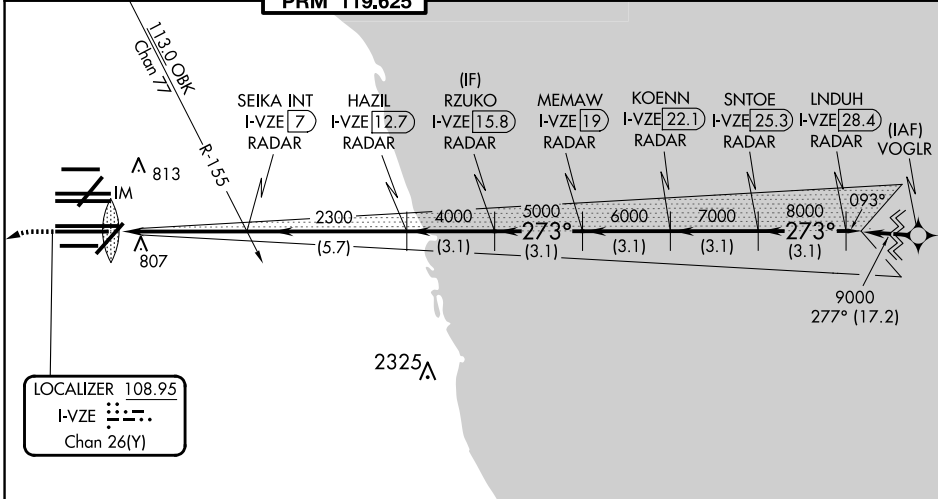 PRM 119.625
113.0 OBK
Chan 77
R-155
SEIKA INT
I-VZE 7
RADAR
HAZIL
I-VZE 12.7
RADAR
(IF)
RZUKO
I-VZE 15.8
RADAR
MEMAW
I-VZE 19
RADAR
KOENN
I-VZE 22.1
RADAR
SNTOE
I-VZE 25.3
RADAR
LNDUH
I-VZE 28.4
RADAR
(IAF)
VOGLR
813
IM
807
2300
(5.7)
4000
(3.1)
5000
273°
(3.1)
6000
(3.1)
7000
(3.1)
8000
273°
(3.1)
093°
9000
277° (17.2)
2325
LOCALIZER 108.95
I-VZE
Chan 26(Y)